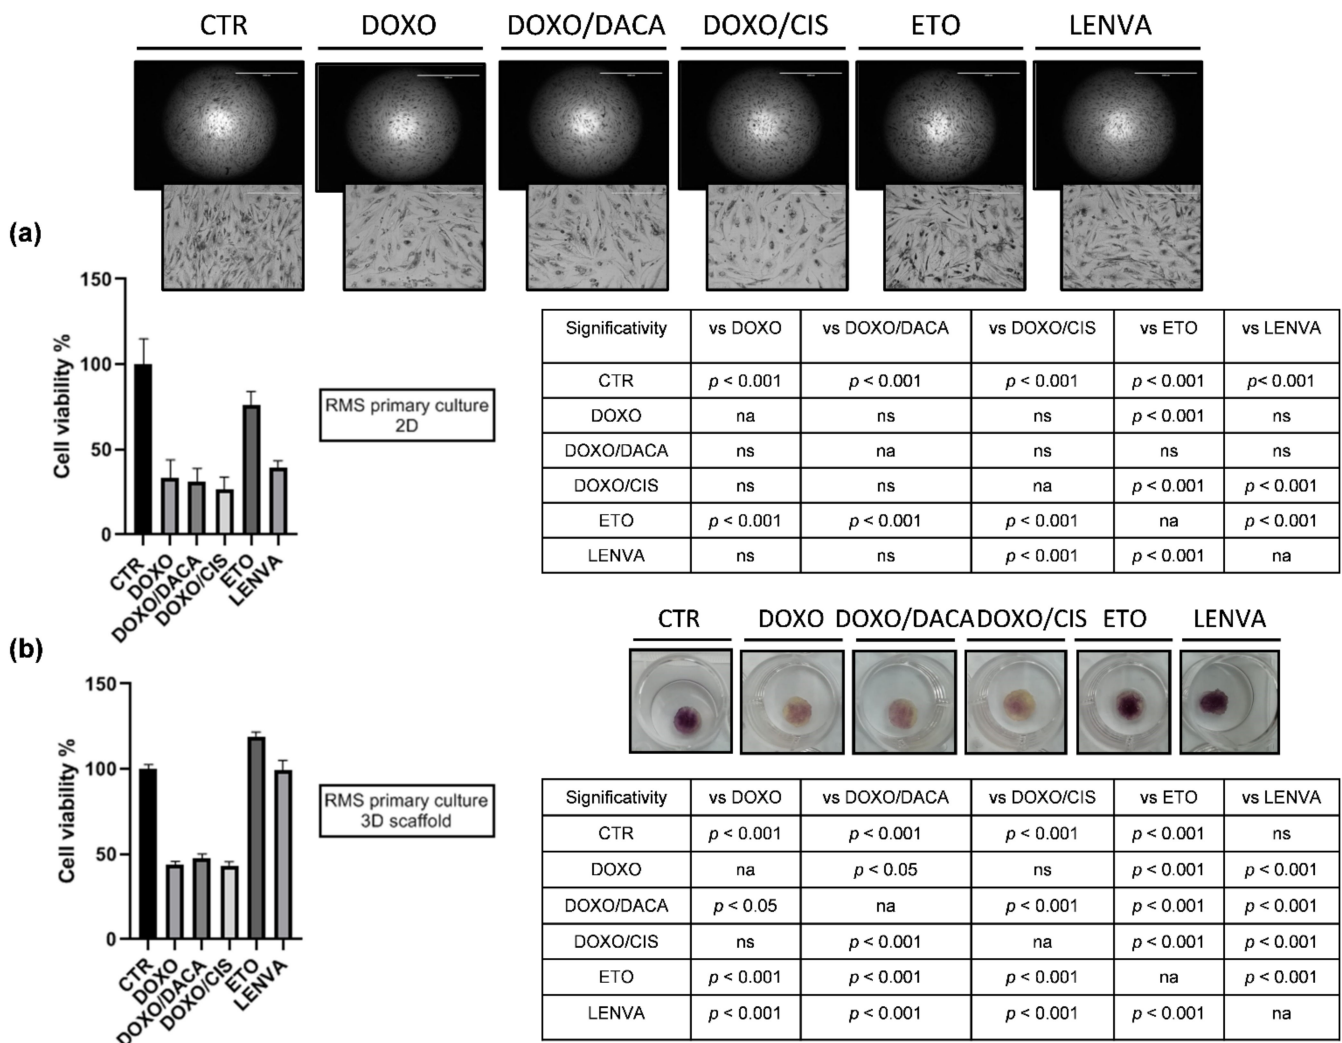 CTR DOXO DOXO/DACA DOXO/CIS ETO LENVA
(a)
150
100
50
0
Cell viability %
CTR DOXO DOXO/DACA DOXO/CIS ETO LENVA
RMS primary culture
2D
Significativity vs DOXO vs DOXO/DACA vs DOXO/CIS vs ETO vs LENVA
CTR p < 0.001 p < 0.001 p < 0.001 p < 0.001 p< 0.001
DOXO na ns ns p < 0.001 ns
DOXO/DACA ns na ns ns ns
DOXO/CIS ns ns na p < 0.001 p < 0.001
ETO p < 0.001 p < 0.001 p < 0.001 na p < 0.001
LENVA ns ns p < 0.001 p < 0.001 na
(b)
CTR DOXO DOXO/DACA DOXO/CIS ETO LENVA
150
100
50
0
Cell viability %
CTR DOXO DOXO/DACA DOXO/CIS ETO LENVA
RMS primary culture
3D scaffold
Significativity vs DOXO vs DOXO/DACA vs DOXO/CIS vs ETO vs LENVA
CTR p < 0.001 p < 0.001 p < 0.001 p < 0.001 ns
DOXO na p < 0.05 ns p < 0.001 p < 0.001
DOXO/DACA p < 0.05 na p < 0.001 p < 0.001 p < 0.001
DOXO/CIS ns p < 0.001 na p < 0.001 p < 0.001
ETO p < 0.001 p < 0.001 p < 0.001 na p < 0.001
LENVA p < 0.001 p < 0.001 p < 0.001 p < 0.001 na